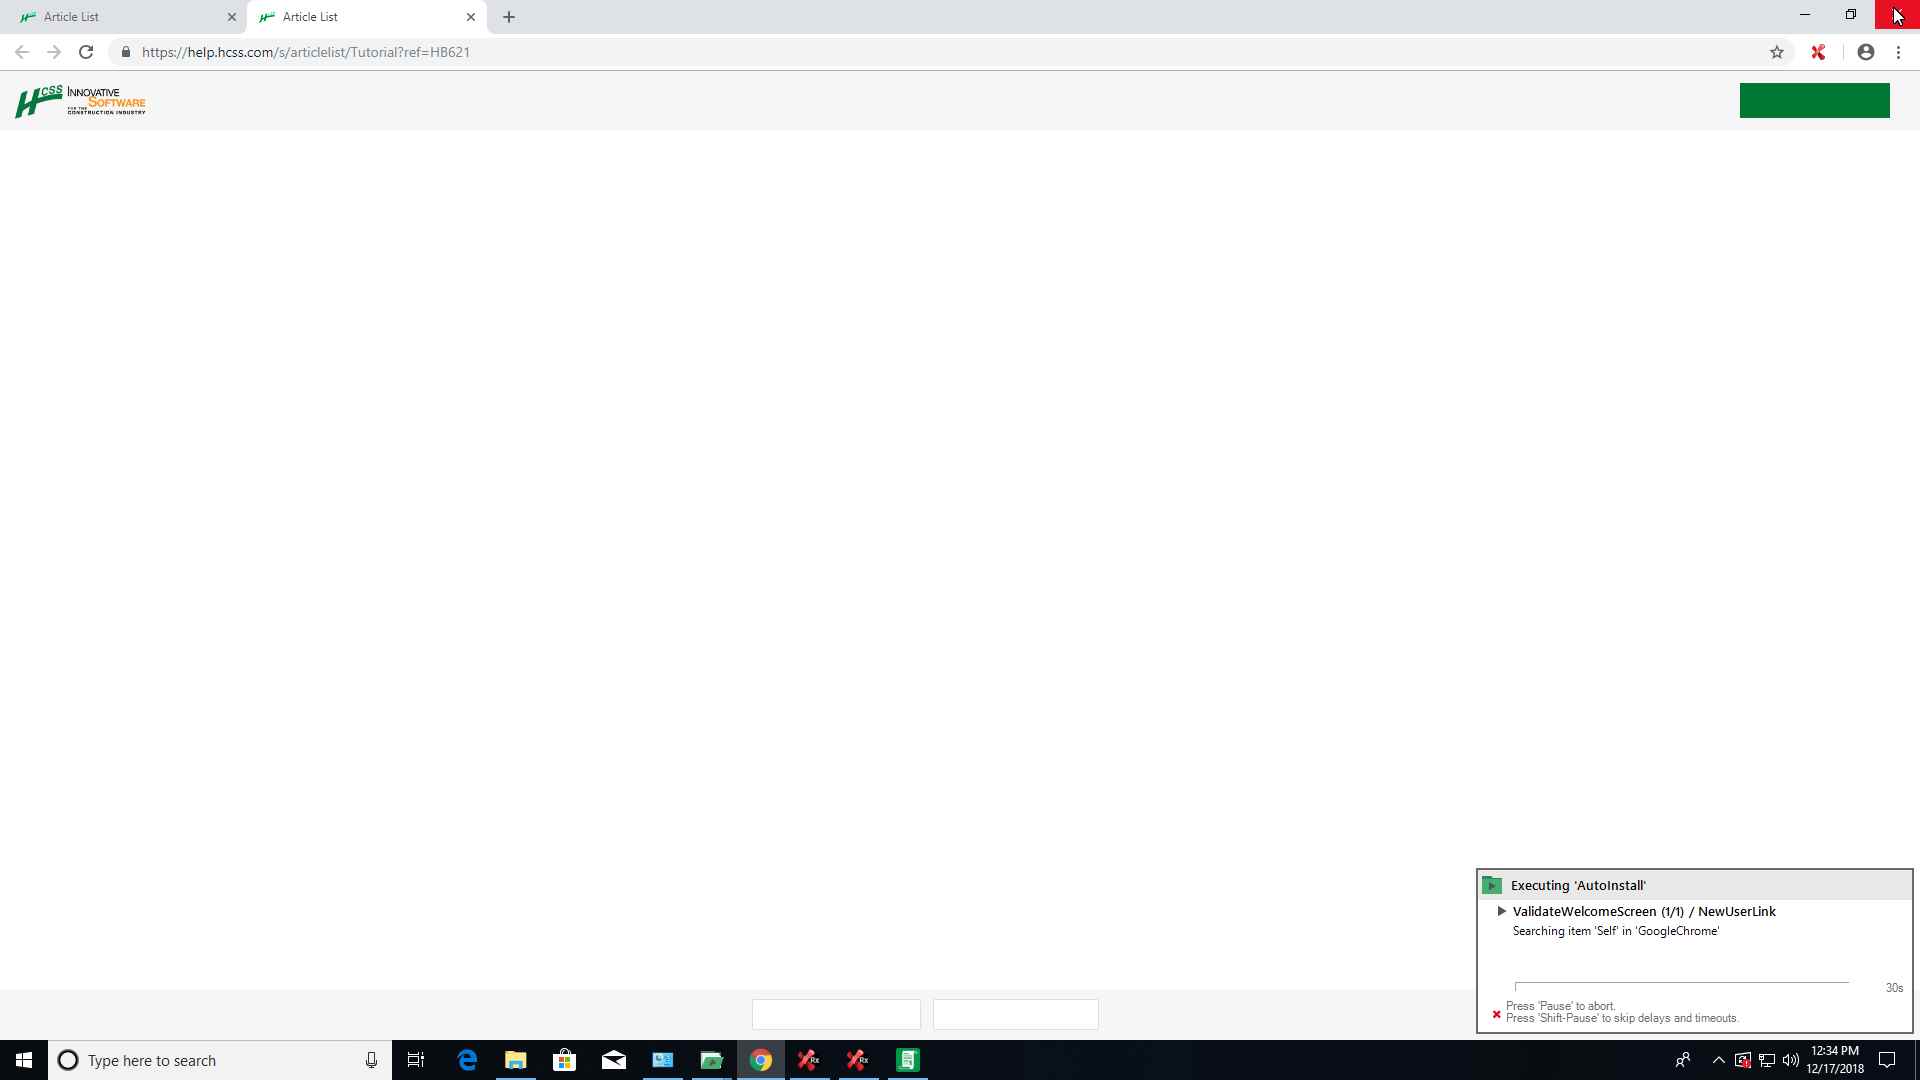 Article List
Article List
https://help.hcss.com/s/articlelist/Tutorial?ref=HB621
HCSS INNOVATIVE
SOFTWARE
FOR THE
CONSTRUCTION INDUSTRY
Executing 'AutoInstall'
ValidateWelcomeScreen (1/1) / NewUserLink
Searching item 'Self' in 'GoogleChrome'
30s
Press 'Pause' to abort.
Press 'Shift-Pause' to skip delays and timeouts.
Type here to search
Rx
Rx
12:34 PM
12/17/2018